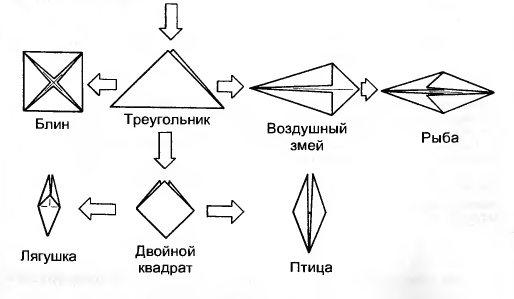 Блин
Треугольник
Воздушный
змей
Рыба
Лягушка
Двойной
квадрат
Птица